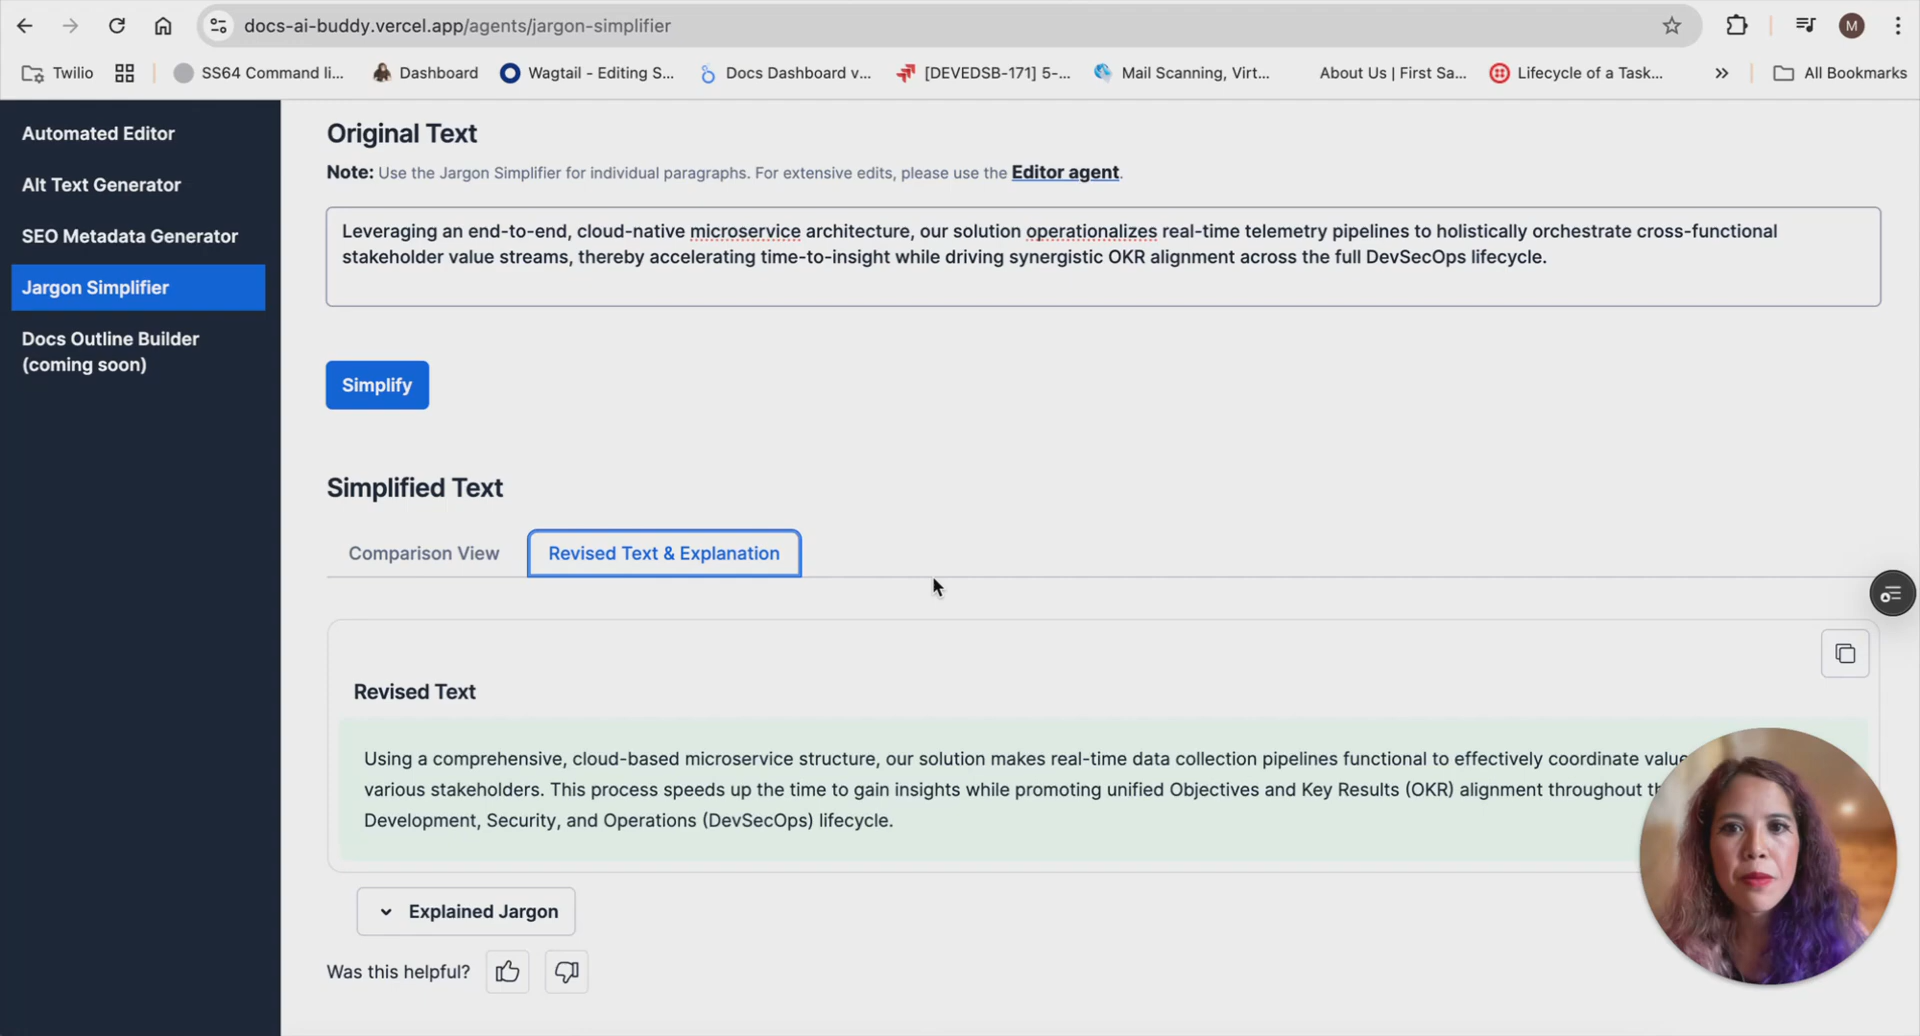 docs-ai-buddy.vercel.app/agents/jargon-simplifier
M
Twilio
SS64 Command li...
Dashboard
Wagtail - Editing S...
Docs Dashboard v...
[DEVEDSB-171] 5-...
Mail Scanning, Virt...
About Us | First Sa...
Lifecycle of a Task...
All Bookmarks
Automated Editor
Alt Text Generator
SEO Metadata Generator
Jargon Simplifier
Docs Outline Builder
(coming soon)
Original Text
Note: Use the Jargon Simplifier for individual paragraphs. For extensive edits, please use the Editor agent.
Leveraging an end-to-end, cloud-native microservice architecture, our solution operationalizes real-time telemetry pipelines to holistically orchestrate cross-functional
stakeholder value streams, thereby accelerating time-to-insight while driving synergistic OKR alignment across the full DevSecOps lifecycle.
Simplify
Simplified Text
Comparison View
Revised Text & Explanation
Revised Text
Using a comprehensive, cloud-based microservice structure, our solution makes real-time data collection pipelines functional to effectively coordinate value
various stakeholders. This process speeds up the time to gain insights while promoting unified Objectives and Key Results (OKR) alignment throughout
Development, Security, and Operations (DevSecOps) lifecycle.
Explained Jargon
Was this helpful?